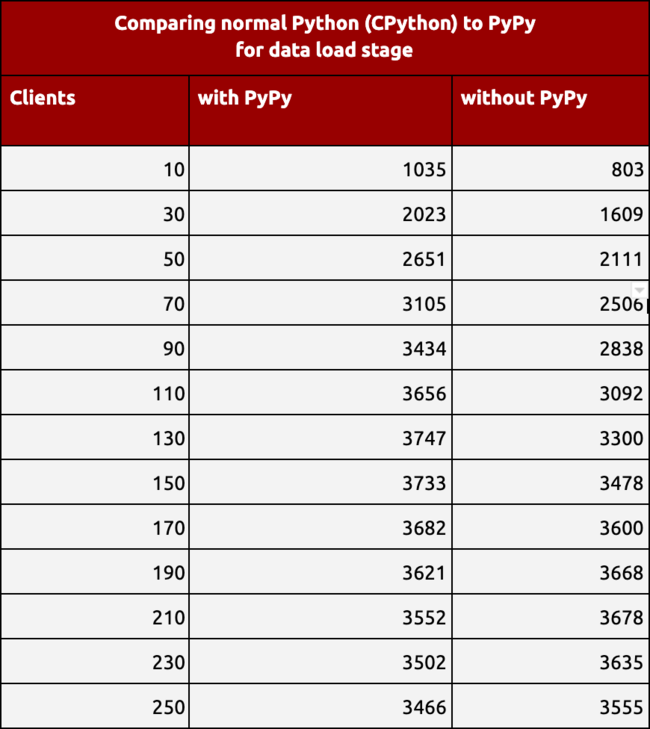 Comparing normal Python (CPython) to PyPy
for data load stage
Clients with PyPy without PyPy
10 1035 803
30 2023 1609
50 2651 2111
70 3105 2506
90 3434 2838
110 3656 3092
130 3747 3300
150 3733 3478
170 3682 3600
190 3621 3668
210 3552 3678
230 3502 3635
250 3466 3555